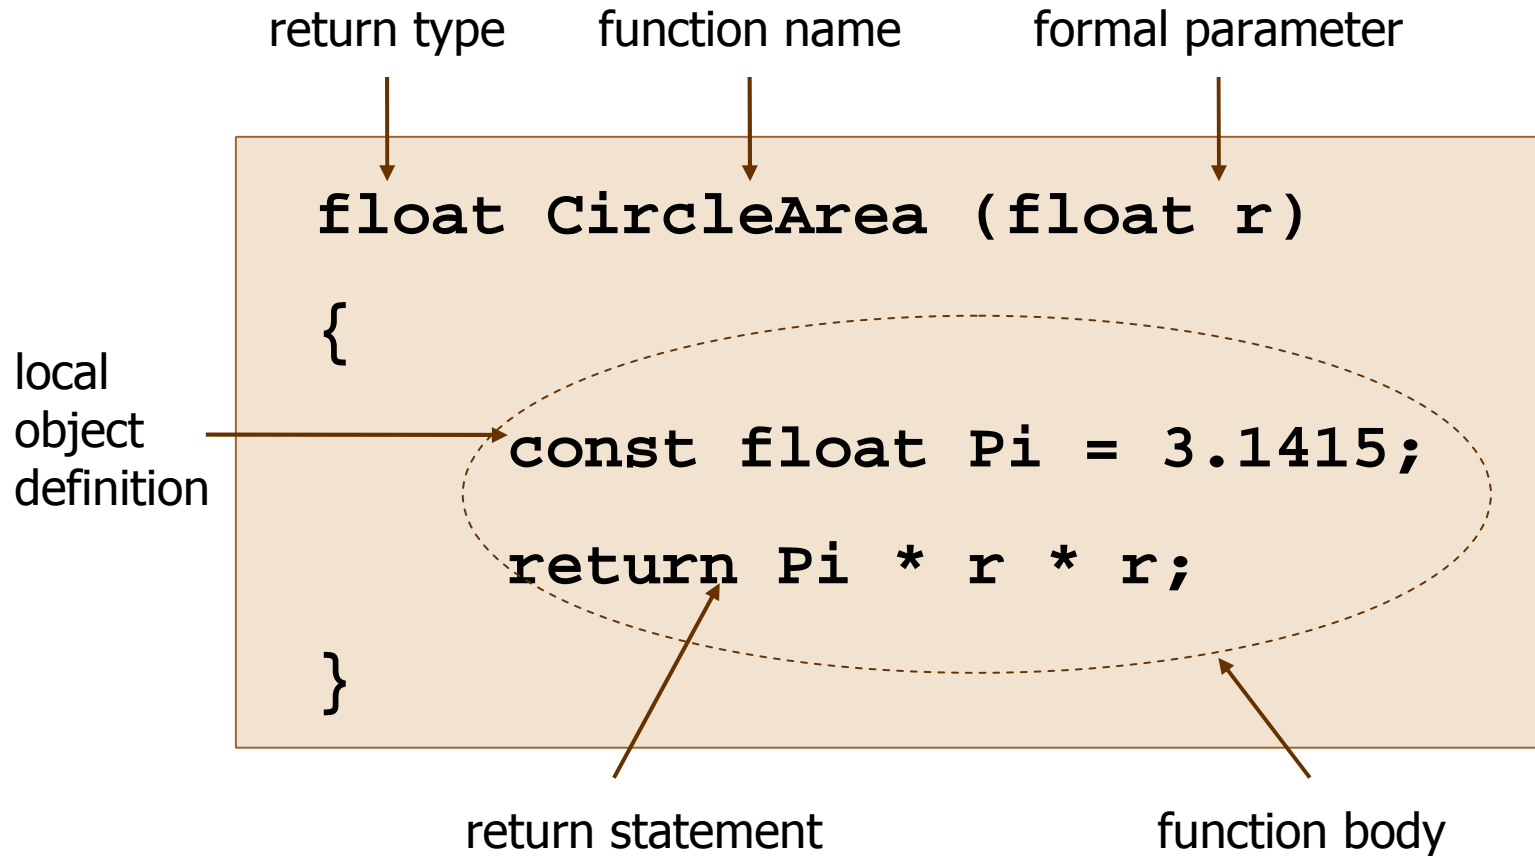 return type function name formal parameter
float CircleArea (float r)
{
local
object
definition
const float Pi = 3.1415;
return Pi * r * r;
}
return statement function body